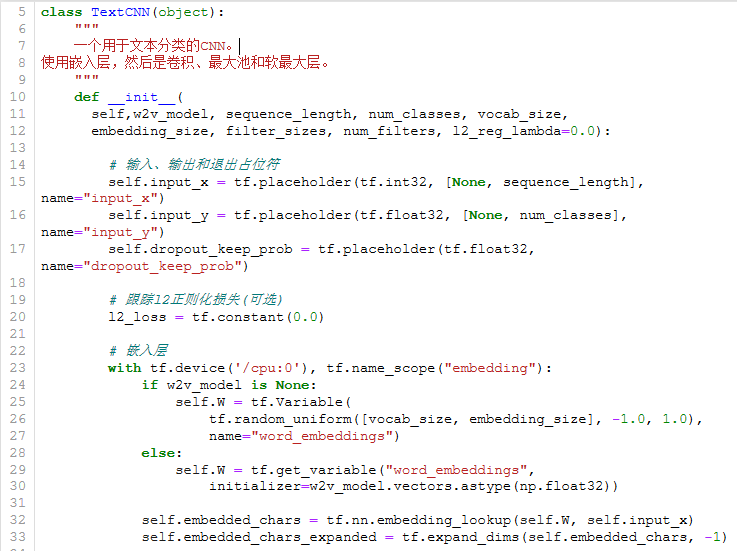 5 class TextCNN(object):
6     """
7     一个用于文本分类的CNN。
8 使用嵌入层，然后是卷积、最大池和软最大层。
9     """
10     def __init__(
11       self,w2v_model, sequence_length, num_classes, vocab_size,
12       embedding_size, filter_sizes, num_filters, l2_reg_lambda=0.0):
13
14         # 输入、输出和退出占位符
15         self.input_x = tf.placeholder(tf.int32, [None, sequence_length],
name="input_x")
16         self.input_y = tf.placeholder(tf.float32, [None, num_classes],
name="input_y")
17         self.dropout_keep_prob = tf.placeholder(tf.float32,
name="dropout_keep_prob")
18
19         # 跟踪l2正则化损失(可选)
20         l2_loss = tf.constant(0.0)
21
22         # 嵌入层
23         with tf.device('/cpu:0'), tf.name_scope("embedding"):
24             if w2v_model is None:
25                 self.W = tf.Variable(
26                     tf.random_uniform([vocab_size, embedding_size], -1.0, 1.0),
27                     name="word_embeddings")
28             else:
29                 self.W = tf.get_variable("word_embeddings",
30                     initializer=w2v_model.vectors.astype(np.float32))
31
32             self.embedded_chars = tf.nn.embedding_lookup(self.W, self.input_x)
33             self.embedded_chars_expanded = tf.expand_dims(self.embedded_chars, -1)